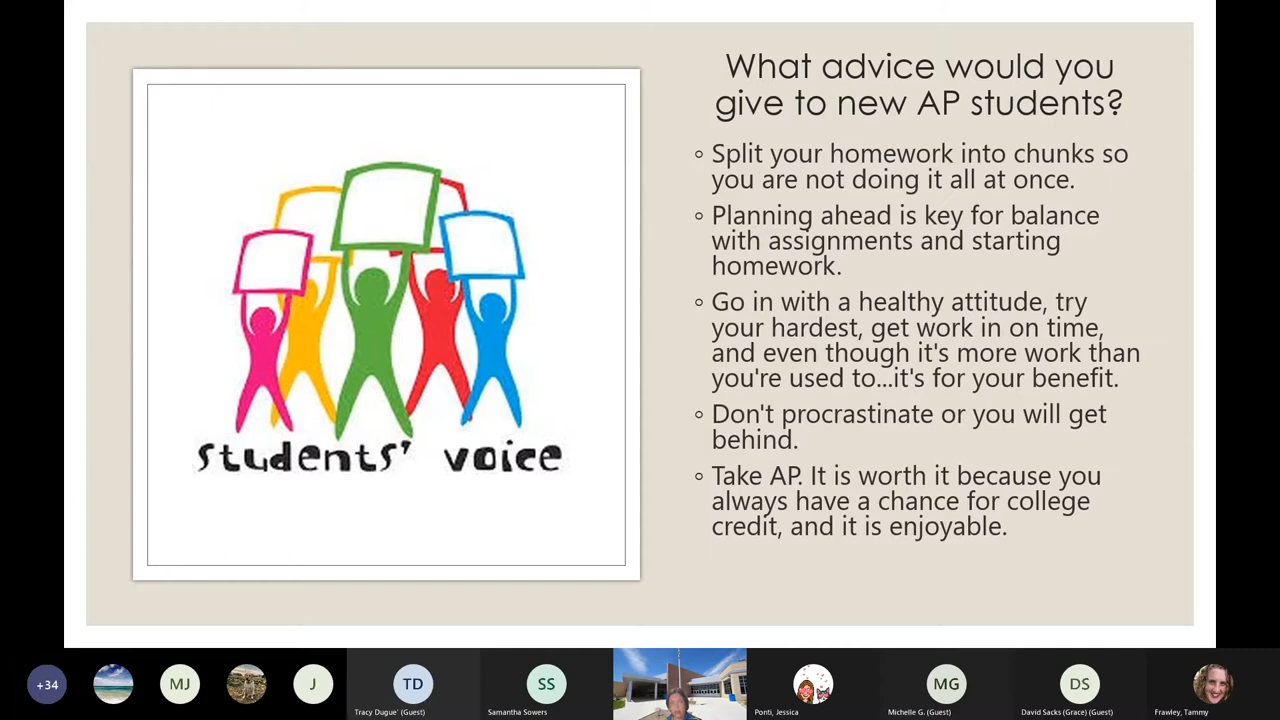 What advice would you
give to new AP students?
◦ Split your homework into chunks so
you are not doing it all at once.
◦ Planning ahead is key for balance
with assignments and starting
homework.
◦ Go in with a healthy attitude, try
your hardest, get work in on time,
and even though it's more work than
you're used to...it's for your benefit.
◦ Don't procrastinate or you will get
behind.
◦ Take AP. It is worth it because you
always have a chance for college
credit, and it is enjoyable.
students' voice
+34
MJ
J
TD
Tracy Dugue' (Guest)
SS
Samantha Sowers
Ponti, Jessica
MG
Michelle G. (Guest)
DS
David Sacks (Grace) (Guest)
Frawley, Tammy